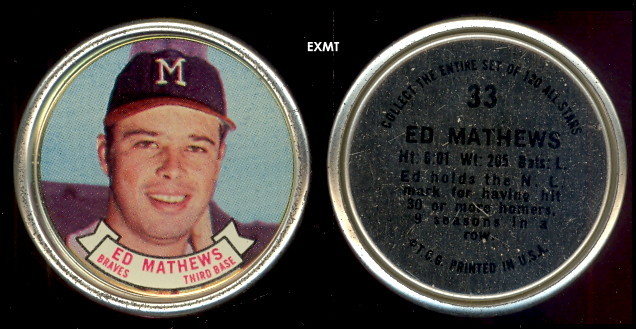 EXMT
M
ED MATHEWS
BRAVES THIRD BASE
COLLECT THE ENTIRE SET OF 120 ALL-STARS
33
ED MATHEWS
Ht: 6:01 Wt: 205 Bats: L.
Ed holds the N. L.
mark for having hit
30 or more homers,
9 seasons in a
row.
©T.C.G. PRINTED IN U.S.A.